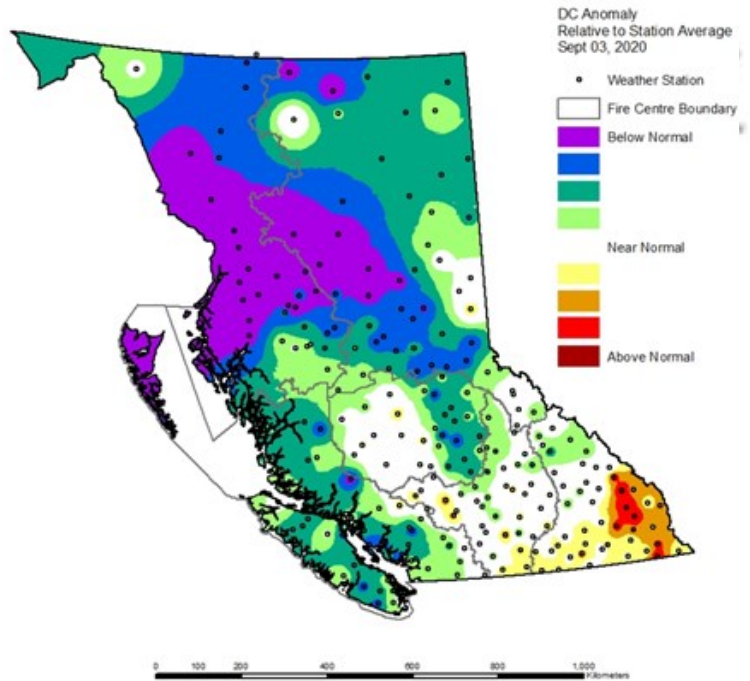 DC Anomaly
Relative to Station Average
Sept 03, 2020
Weather Station
Fire Centre Boundary
Below Normal
Near Normal
Above Normal
0 100 200 400 600 800 1,000
Kilometers